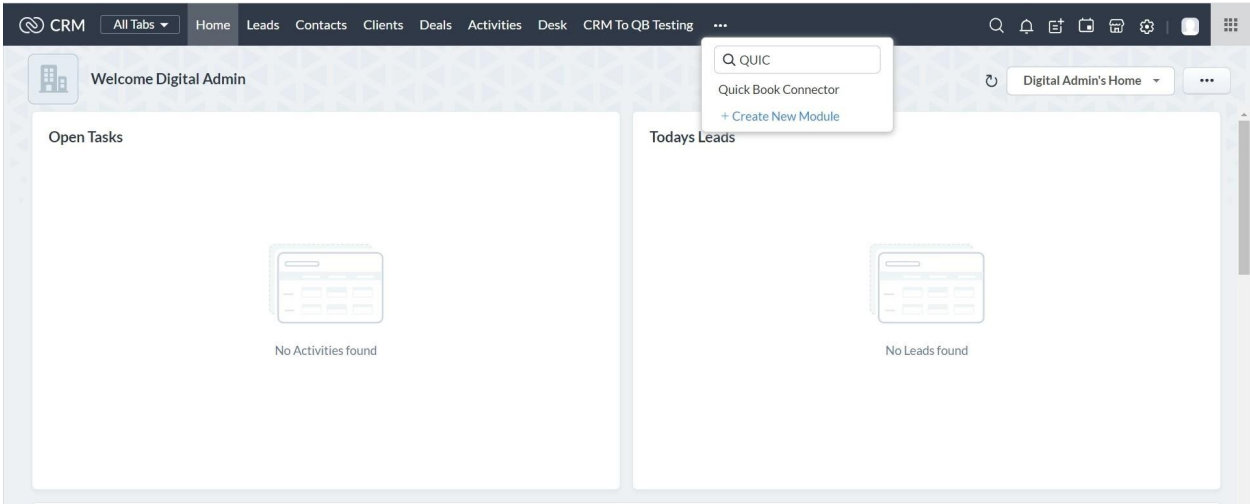 CRM All Tabs Home Leads Contacts Clients Deals Activities Desk CRM To QB Testing •••
QUIC
Quick Book Connector
+ Create New Module
Welcome Digital Admin
Digital Admin's Home •••
Open Tasks
Todays Leads
No Activities found
No Leads found